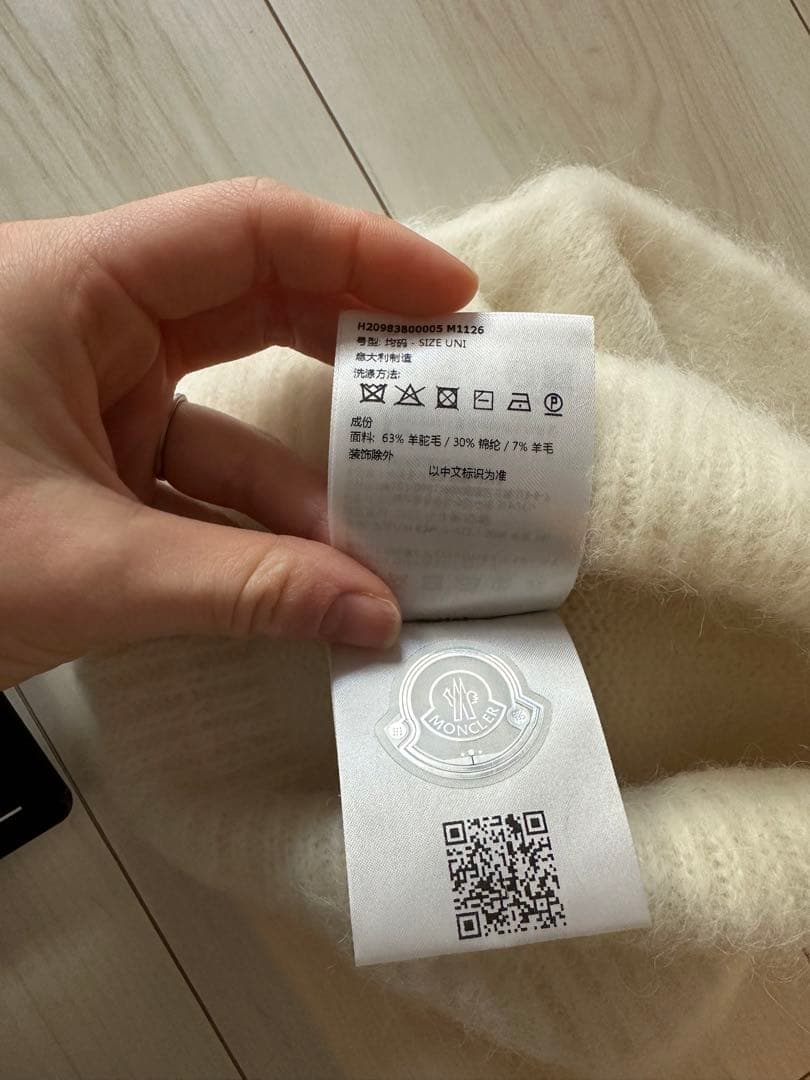 H20983800005 M1126
号型: 均码 - SIZE UNI
意大利制造
洗涤方法:
P
成份
面料: 63% 羊驼毛 / 30% 锦纶 / 7% 羊毛
装饰除外
以中文标识为准
MONCLER